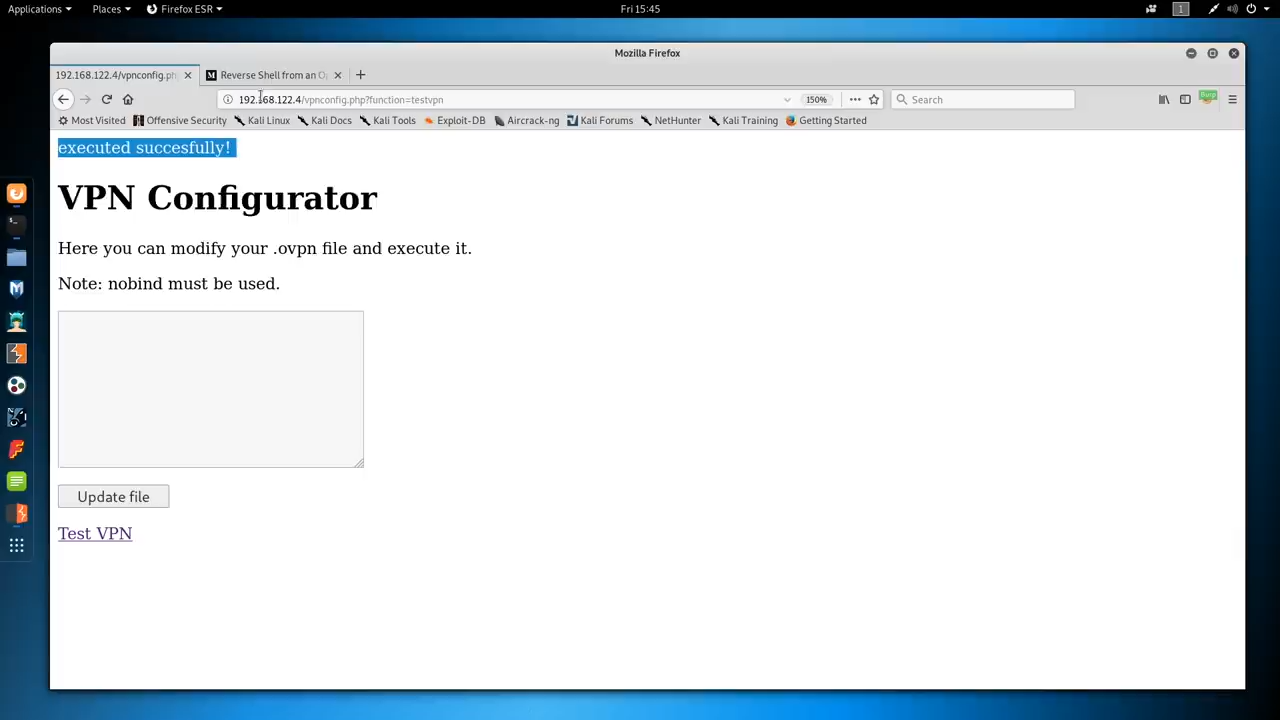 Applications Places Firefox ESR Fri 15:45 1
Mozilla Firefox
192.168.122.4/vpnconfig.ph Reverse Shell from an Op
192.168.122.4/vpnconfig.php?function=testvpn 150% Search Burp
Most Visited Offensive Security Kali Linux Kali Docs Kali Tools Exploit-DB Aircrack-ng Kali Forums NetHunter Kali Training Getting Started
executed succesfully!
VPN Configurator
Here you can modify your .ovpn file and execute it.
Note: nobind must be used.
Update file
Test VPN